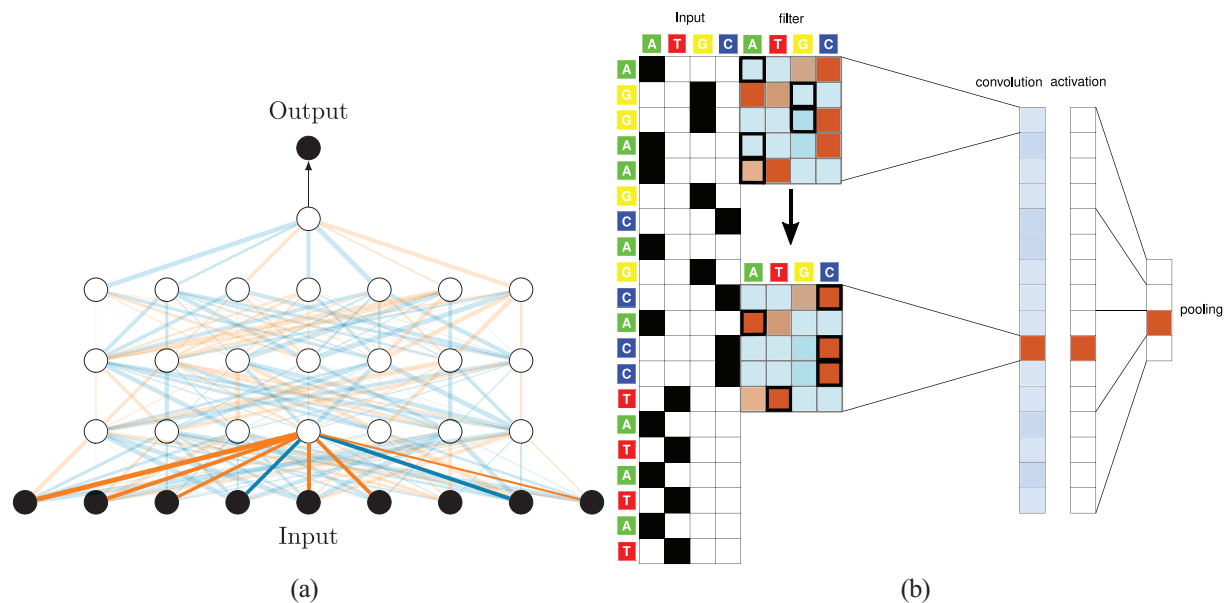 Output
Input
(a)
Input filter
A T G C A T G C
A
G
G
A
A
G
C
A
G
A T G C
C
A
C
C
T
A
T
A
T
A
T
convolution activation
pooling
(b)